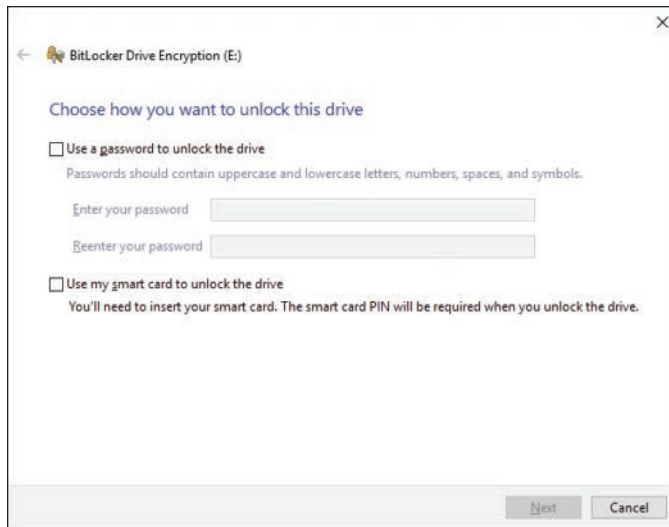 BitLocker Drive Encryption (E:)
Choose how you want to unlock this drive
Use a password to unlock the drive
Passwords should contain uppercase and lowercase letters, numbers, spaces, and symbols.
Enter your password
Reenter your password
Use my smart card to unlock the drive
You'll need to insert your smart card. The smart card PIN will be required when you unlock the drive.
Next Cancel